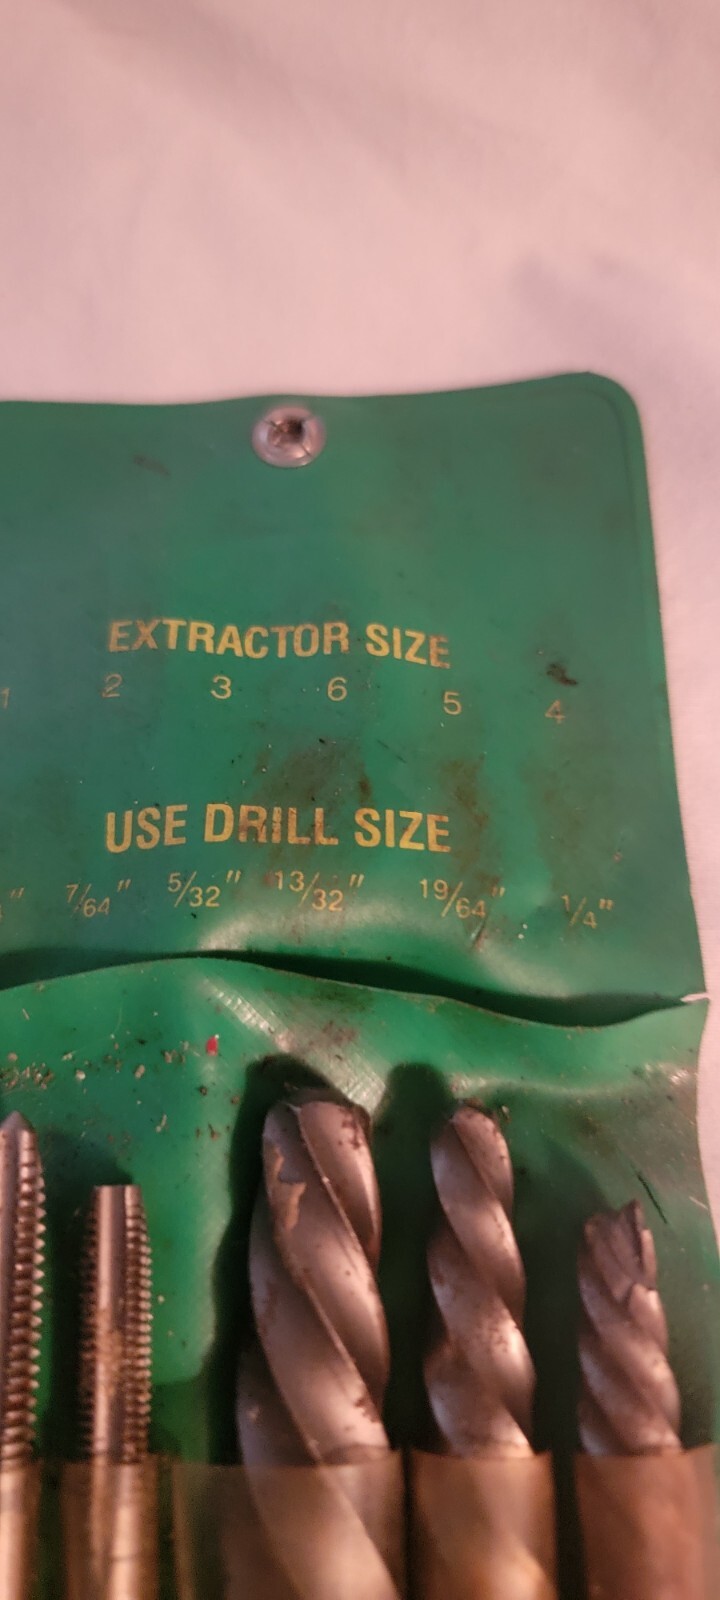 EXTRACTOR SIZE
1 2 3 6 5 4
USE DRILL SIZE
7/64" 5/32" 13/32" 19/64" 1/4"